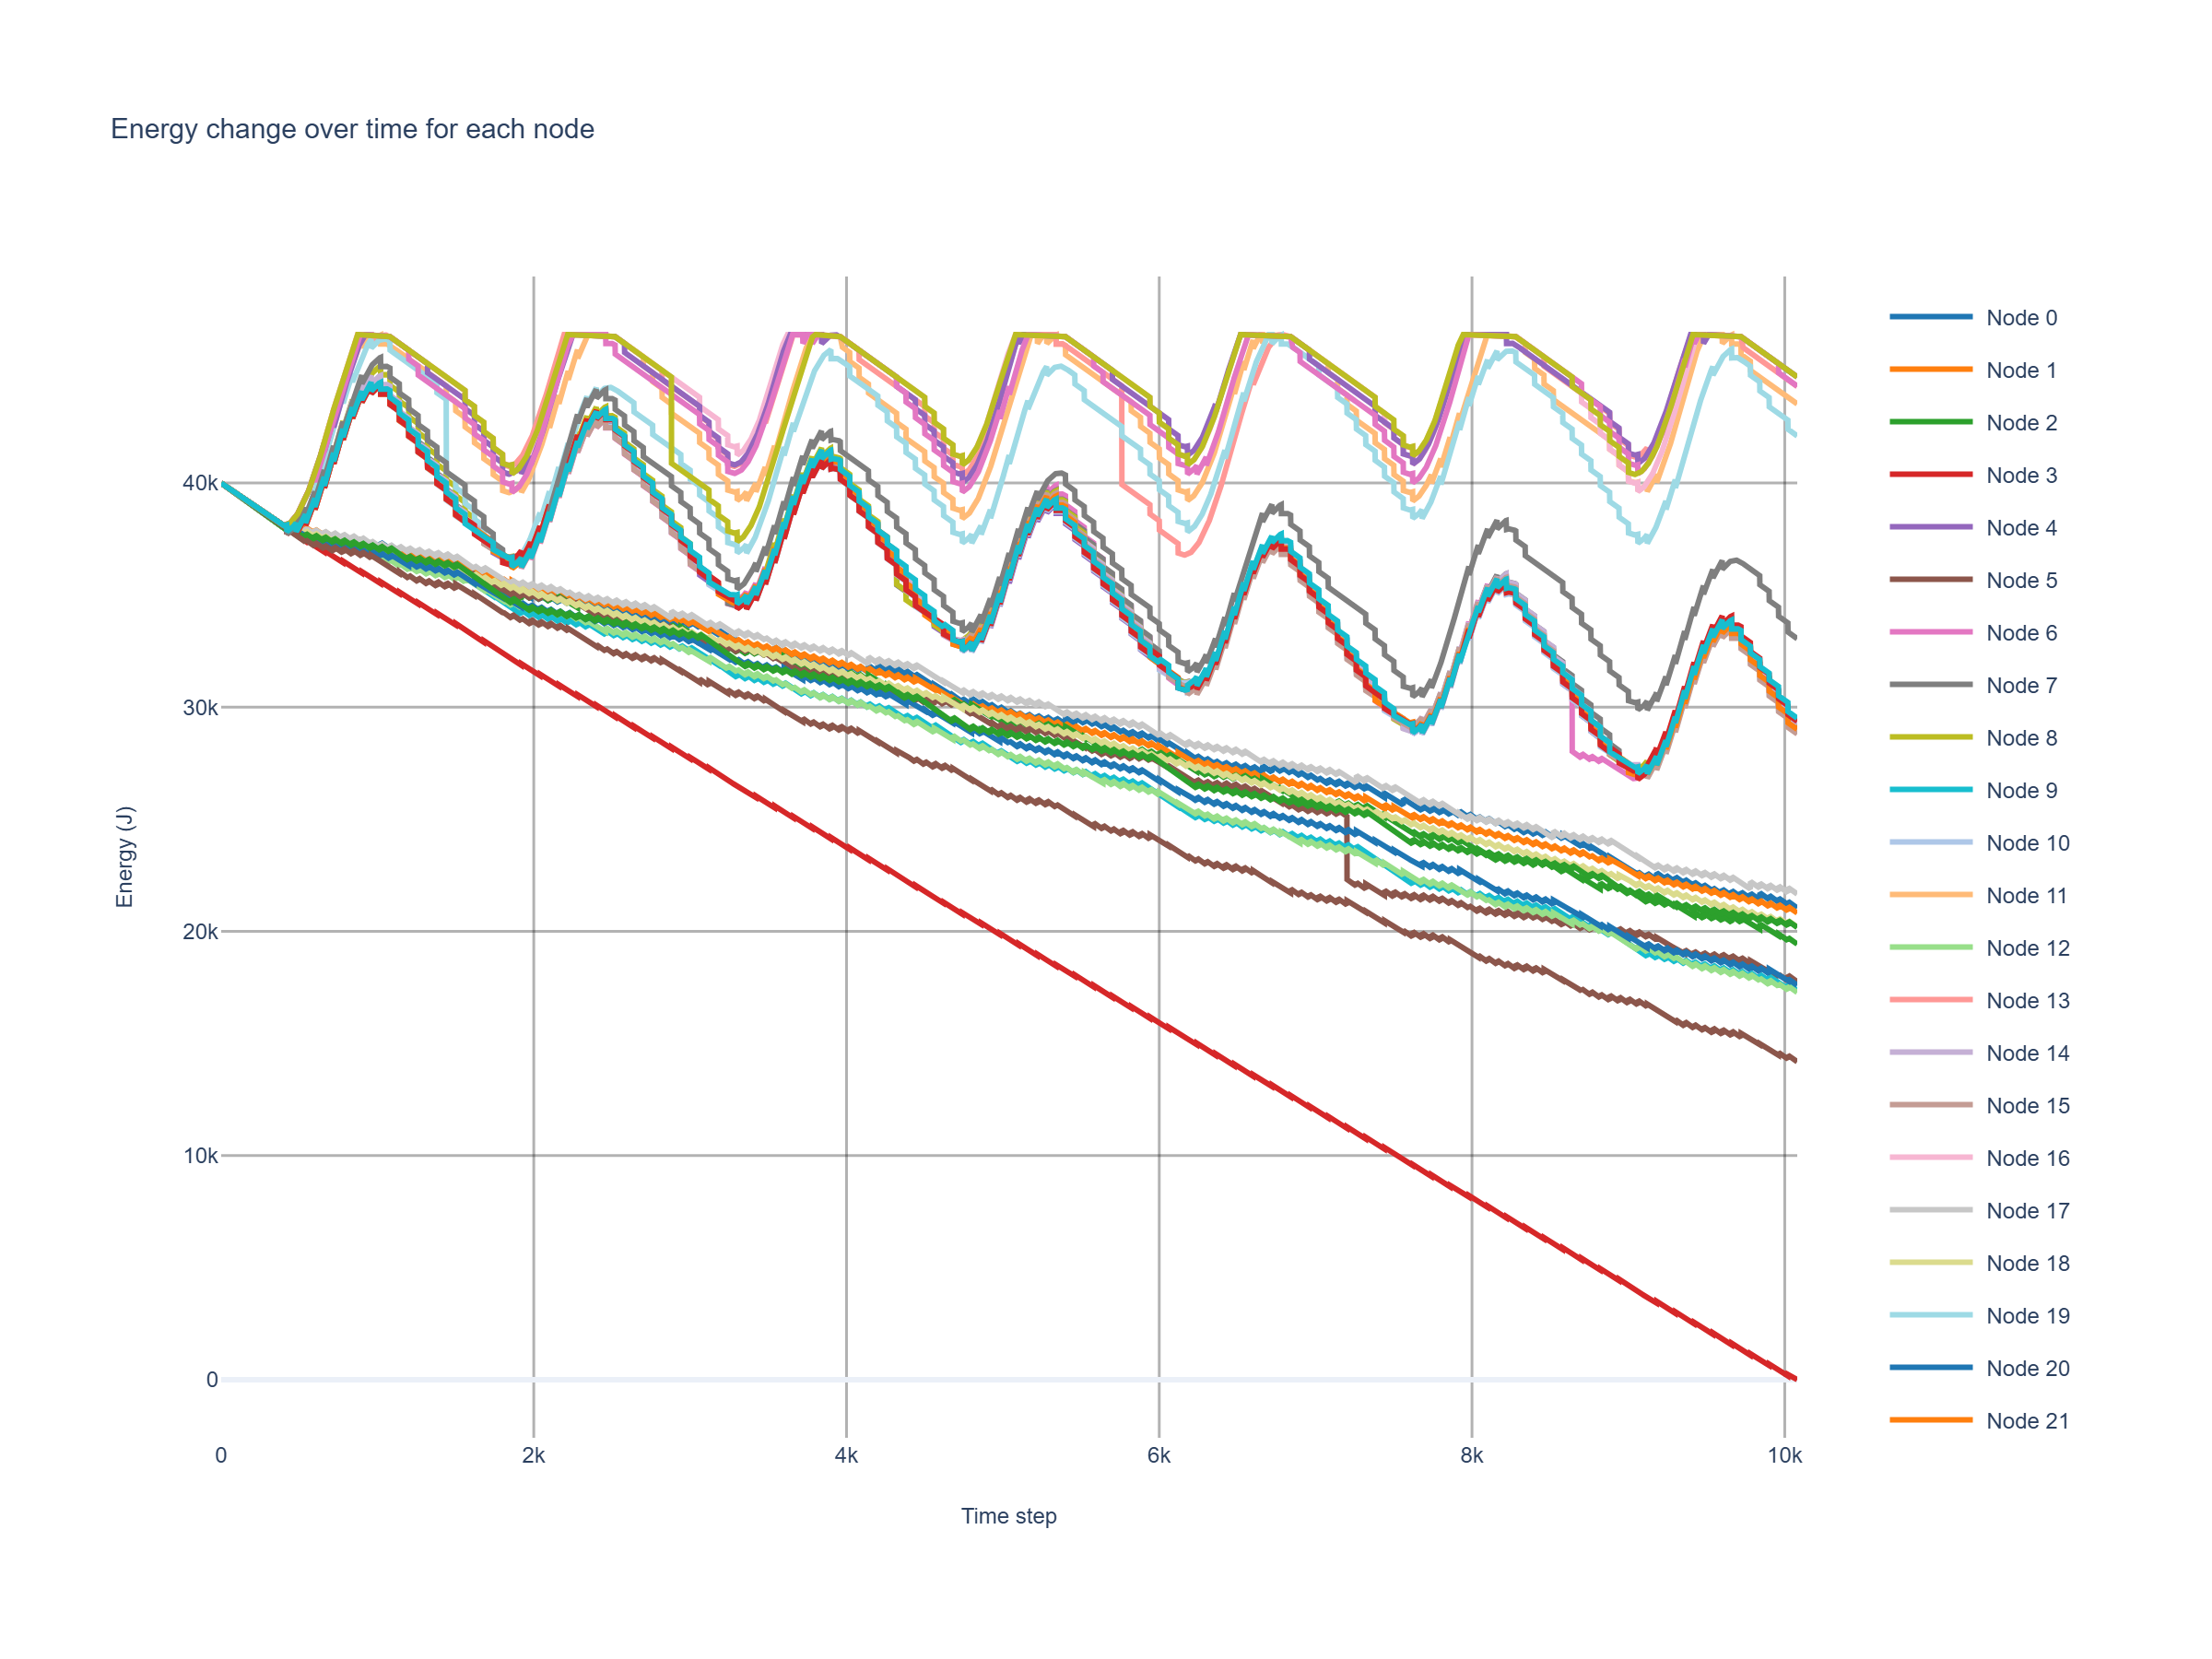 Energy change over time for each node
Energy (J)
40k
30k
20k
10k
0
0
2k
4k
6k
8k
10k
Time step
Node 0
Node 1
Node 2
Node 3
Node 4
Node 5
Node 6
Node 7
Node 8
Node 9
Node 10
Node 11
Node 12
Node 13
Node 14
Node 15
Node 16
Node 17
Node 18
Node 19
Node 20
Node 21